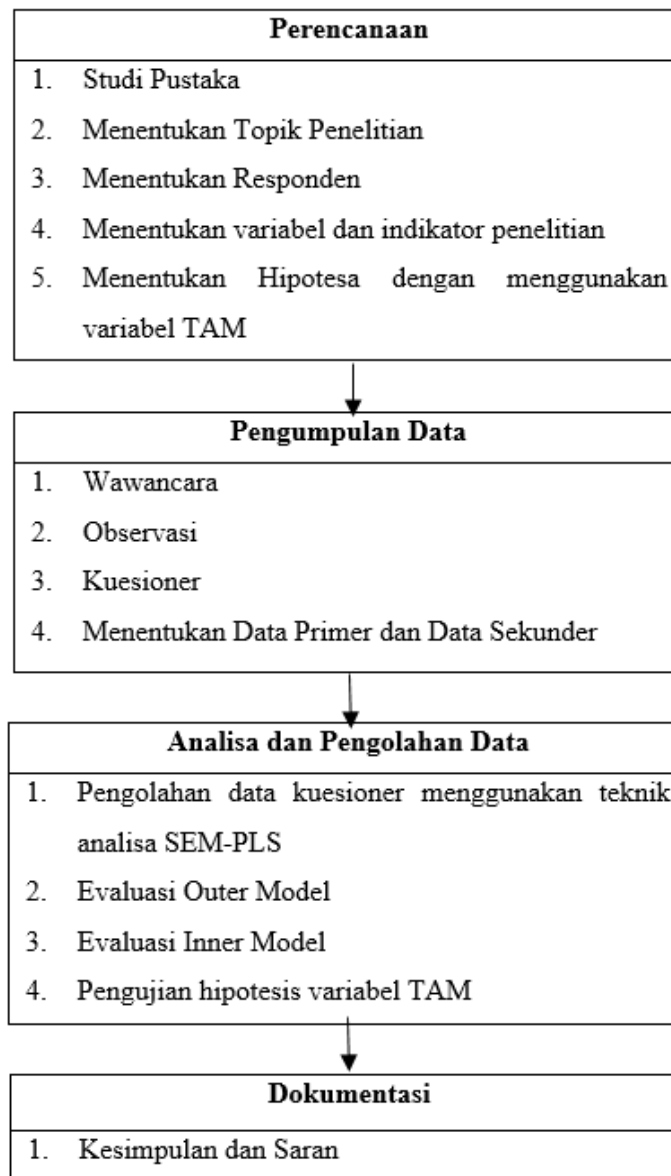 Perencanaan
1. Studi Pustaka
2. Menentukan Topik Penelitian
3. Menentukan Responden
4. Menentukan variabel dan indikator penelitian
5. Menentukan Hipotesa dengan menggunakan
variabel TAM
Pengumpulan Data
1. Wawancara
2. Observasi
3. Kuesioner
4. Menentukan Data Primer dan Data Sekunder
Analisa dan Pengolahan Data
1. Pengolahan data kuesioner menggunakan teknik
analisa SEM-PLS
2. Evaluasi Outer Model
3. Evaluasi Inner Model
4. Pengujian hipotesis variabel TAM
Dokumentasi
1. Kesimpulan dan Saran